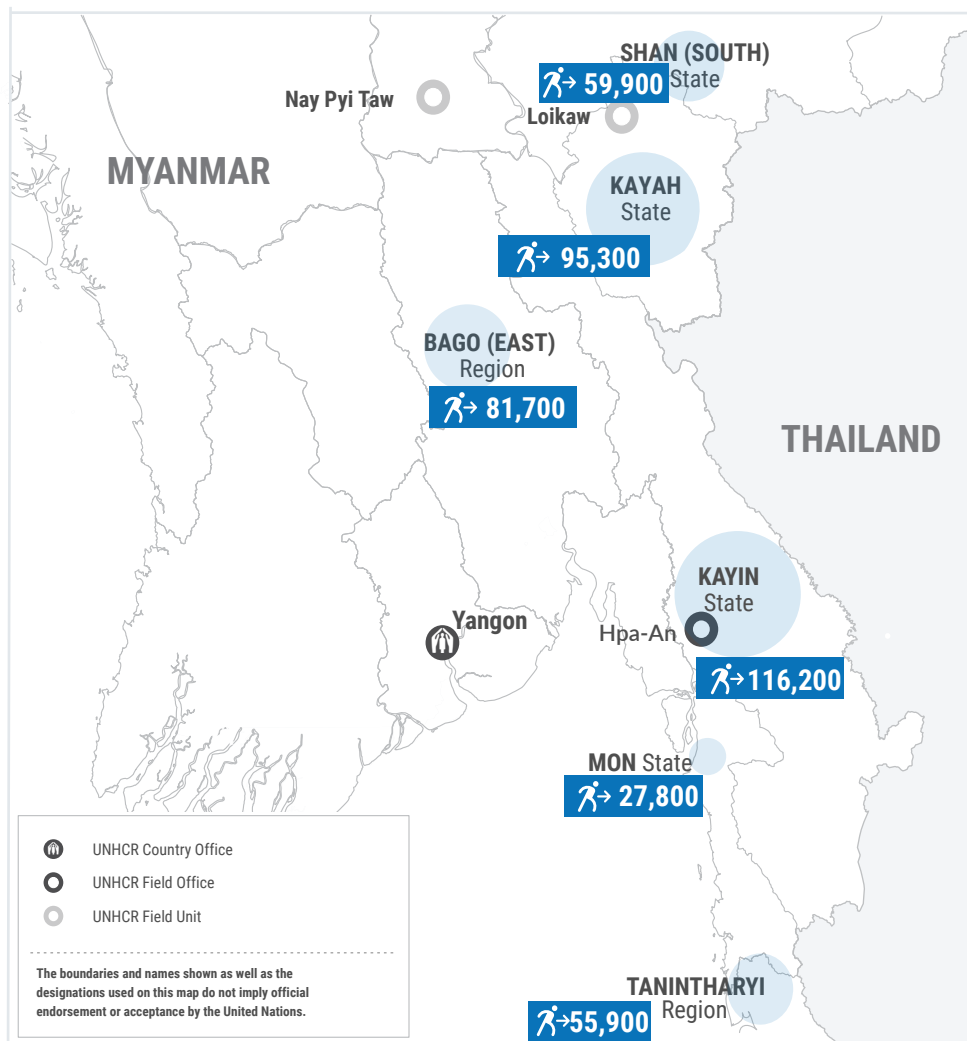 SHAN (SOUTH)
State
59,900
Nay Pyi Taw
Loikaw
MYANMAR
KAYAH
State
95,300
BAGO (EAST)
Region
81,700
THAILAND
KAYIN
State
Yangon
Hpa-An
116,200
MON State
27,800
UNHCR Country Office
UNHCR Field Office
UNHCR Field Unit
The boundaries and names shown as well as the
designations used on this map do not imply official
endorsement or acceptance by the United Nations.
TANINTHARYI
Region
55,900